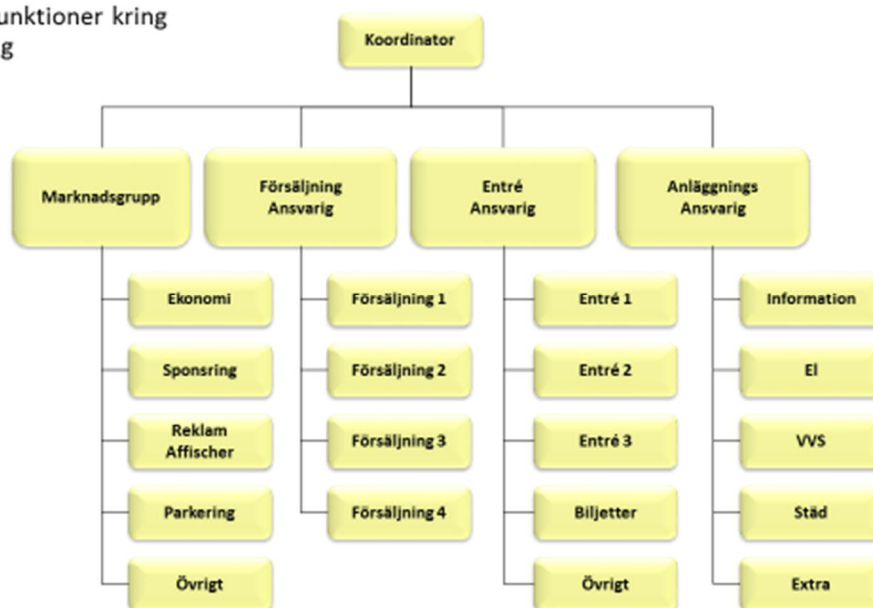 unktioner kring
g
Koordinator
Marknadsgrupp
Försäljning
Ansvarig
Entré
Ansvarig
Anläggnings
Ansvarig
Ekonomi
Sponsring
Reklam
Affischer
Parkering
Övrigt
Försäljning 1
Försäljning 2
Försäljning 3
Försäljning 4
Entré 1
Entré 2
Entré 3
Biljetter
Övrigt
Information
El
VVS
Städ
Extra